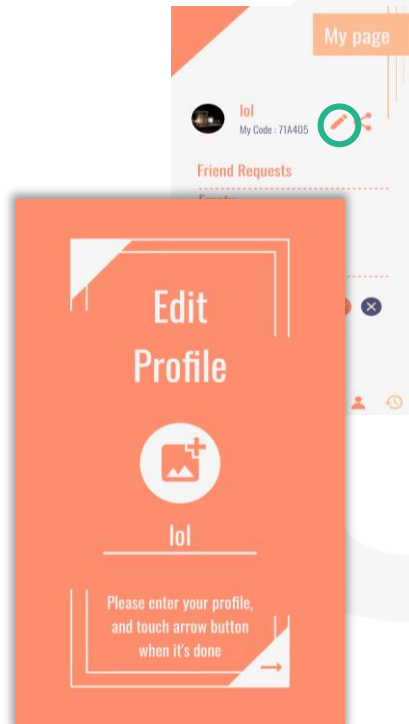 My page
lol
My Code : 71A405
Friend Requests
Edit
Profile
lol
Please enter your profile,
and touch arrow button
when it's done